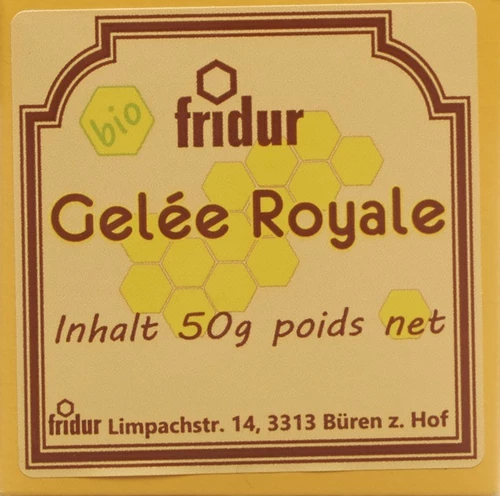 bio
fridur
Gelée Royale
Inhalt 50g poids net
fridur Limpachstr. 14, 3313 Büren z. Hof